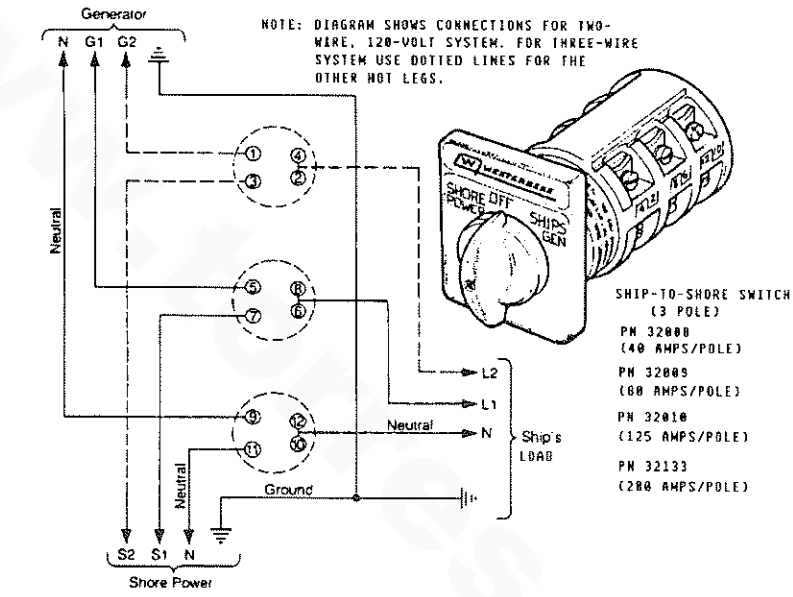 Generator
N G1 G2
NOTE: DIAGRAM SHOWS CONNECTIONS FOR TWO-
WIRE, 120-VOLT SYSTEM. FOR THREE-WIRE
SYSTEM USE DOTTED LINES FOR THE
OTHER HOT LEGS.
1
4
3
2
W WESTERBEKE
SHORE POWER
OFF
SHIPS GEN
Neutral
5
8
7
6
SHIP-TO-SHORE SWITCH
(3 POLE)
PN 32008
(40 AMPS/POLE)
PN 32009
(80 AMPS/POLE)
PN 32010
(125 AMPS/POLE)
PN 32133
(280 AMPS/POLE)
L2
L1
9
12
Neutral
N
11
10
Ship's
LOAD
Neutral
Ground
S2 S1 N
Shore Power
www.torres